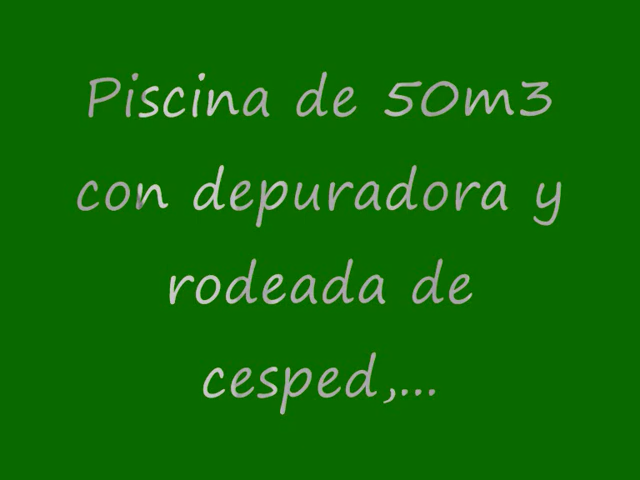 Piscina de 50m3
con depuradora y
rodeada de
cesped,...